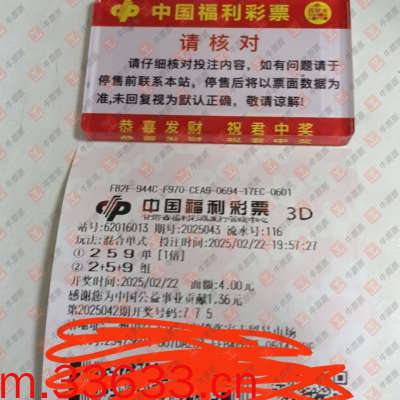 中国福利彩票
请核对
请仔细核对投注内容，如有问题请于
停售前联系本站，停售后将以票面数据为
准,未回复视为默认正确，敬请谅解!
恭喜发财 祝君中奖
F82F-944C-F970-CEA9-0694-17EC-0601
中国福利彩票 3D
站号:62016013 期号:2025043 流水号:116
玩法:混合单式 投注时间:2025/02/22-19:57:27
① 2 5 9 单 [1倍]
② 2+5+9 组
开奖时间:2025/02/22 面额:4.00元
感谢您为中国公益事业贡献1.36元
第2025042期开奖号码:7 7 5
m.33533.cn